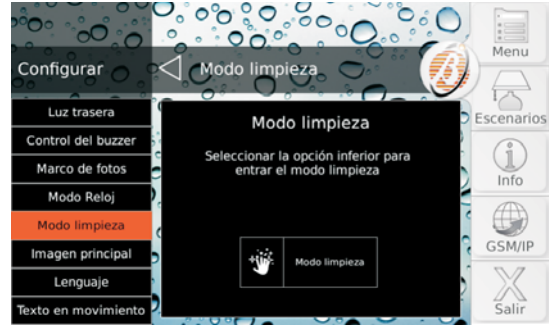 Configurar
Modo limpieza
Luz trasera
Control del buzzer
Marco de fotos
Modo Reloj
Modo limpieza
Imagen principal
Lenguaje
Texto en movimiento
Modo limpieza
Seleccionar la opción inferior para
entrar el modo limpieza
Modo limpieza
Menu
Escenarios
Info
GSM/IP
Salir